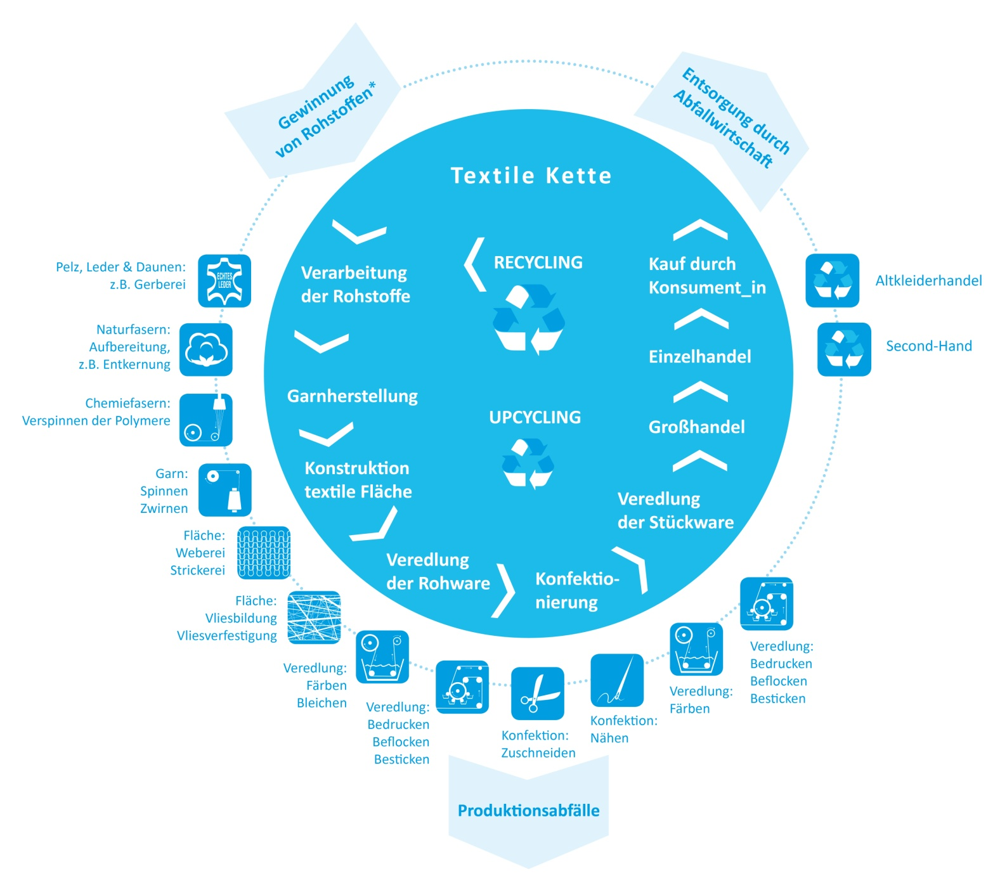 Gewinnung
von Rohstoffen*
Entsorgung durch
Abfallwirtschaft
Textile Kette
Verarbeitung
der Rohstoffe
Garnherstellung
Konstruktion
textile Fläche
Veredlung
der Rohware
Konfektio-
nierung
Veredlung
der Stückware
Großhandel
Einzelhandel
Kauf durch
Konsument_in
RECYCLING
UPCYCLING
Pelz, Leder & Daunen:
z.B. Gerberei
ECHTES
LEDER
Naturfasern:
Aufbereitung,
z.B. Entkernung
Chemiefasern:
Verspinnen der Polymere
Garn:
Spinnen
Zwirnen
Fläche:
Weberei
Strickerei
Fläche:
Vliesbildung
Vliesverfestigung
Veredlung:
Färben
Bleichen
Veredlung:
Bedrucken
Beflocken
Besticken
Konfektion:
Zuschneiden
Konfektion:
Nähen
Veredlung:
Färben
Veredlung:
Bedrucken
Beflocken
Besticken
Second-Hand
Altkleiderhandel
Produktionsabfälle